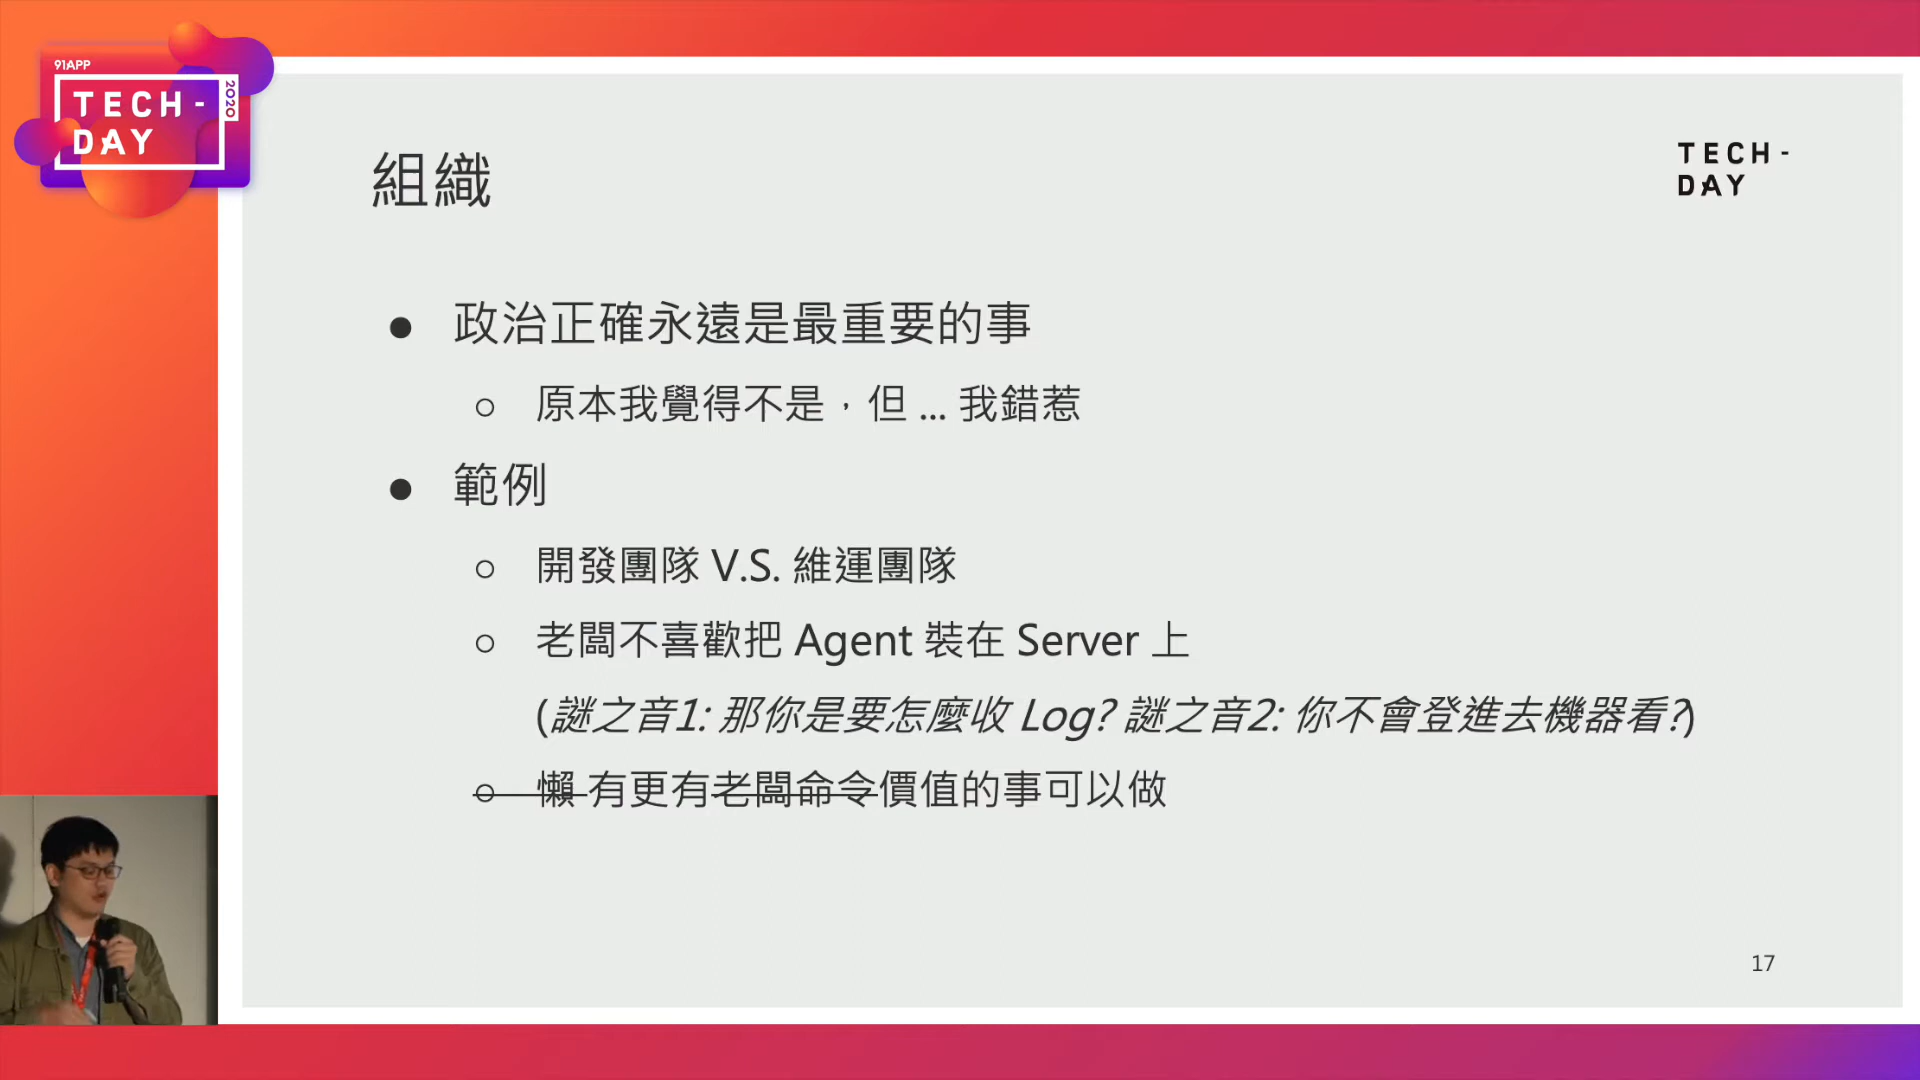 91APP
TECH-
DAY
2020
組織
TECH-
DAY
● 政治正確永遠是最重要的事
○ 原本我覺得不是，但 ... 我錯惹
● 範例
○ 開發團隊 V.S. 維運團隊
○ 老闆不喜歡把 Agent 裝在 Server 上
(謎之音1: 那你是要怎麼收 Log? 謎之音2: 你不會登進去機器看?)
○ 懶 有更有老闆命令價值的事可以做
17